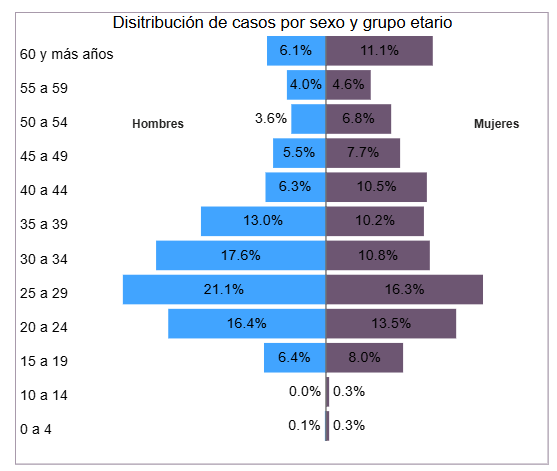 Disitribución de casos por sexo y grupo etario
60 y más años 6.1% 11.1%
55 a 59 4.0% 4.6%
50 a 54 3.6% 6.8%
Hombres Mujeres
45 a 49 5.5% 7.7%
40 a 44 6.3% 10.5%
35 a 39 13.0% 10.2%
30 a 34 17.6% 10.8%
25 a 29 21.1% 16.3%
20 a 24 16.4% 13.5%
15 a 19 6.4% 8.0%
10 a 14 0.0% 0.3%
0 a 4 0.1% 0.3%